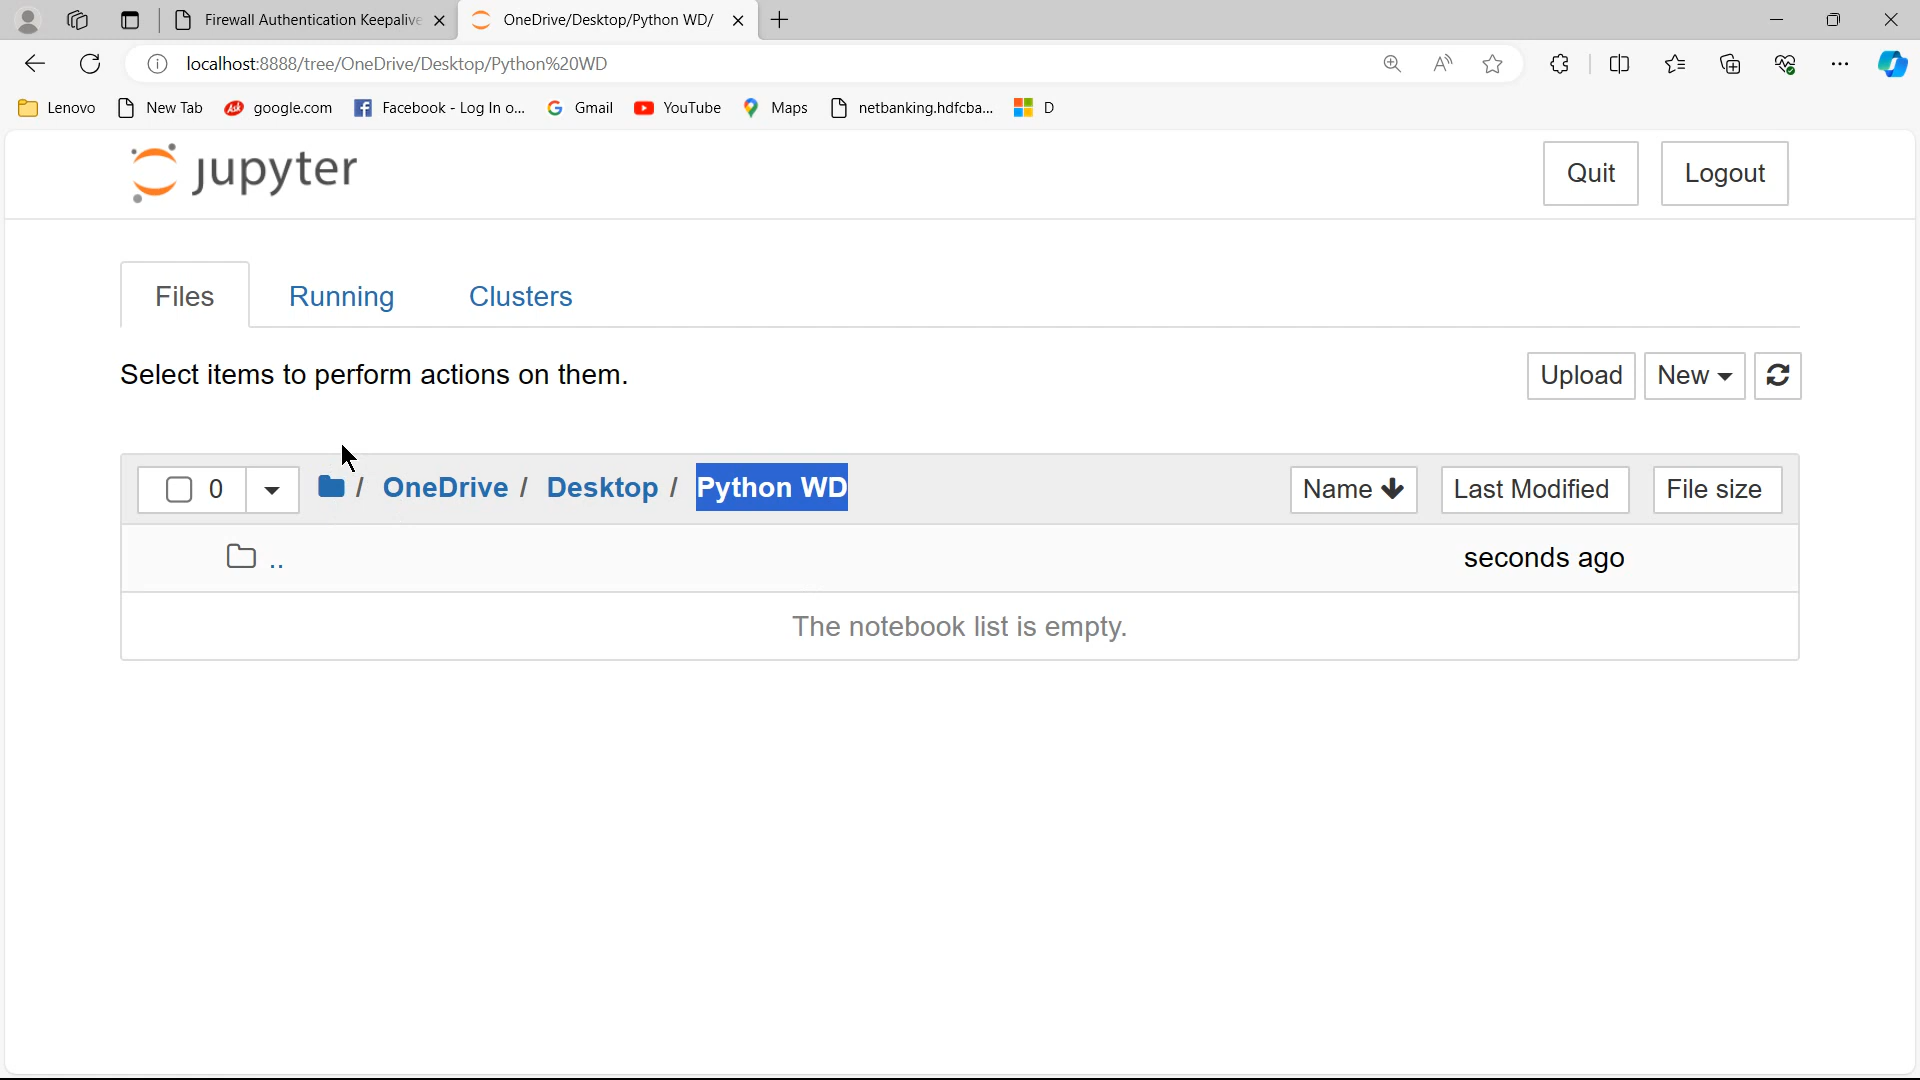 Firewall Authentication Keepalive
OneDrive/Desktop/Python WD/
localhost:8888/tree/OneDrive/Desktop/Python%20WD
Lenovo New Tab google.com Facebook - Log In o... Gmail YouTube Maps netbanking.hdfcba... D
jupyter Quit Logout
Files Running Clusters
Select items to perform actions on them. Upload New
0 / OneDrive / Desktop / Python WD Name Last Modified File size
.. seconds ago
The notebook list is empty.